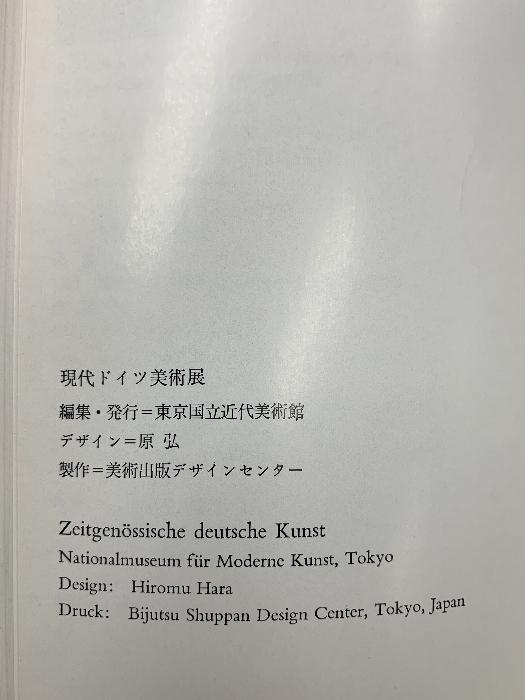 現代ドイツ美術展
編集・発行=東京国立近代美術館
デザイン=原 弘
製作=美術出版デザインセンター
Zeitgenössische deutsche Kunst
Nationalmuseum für Moderne Kunst, Tokyo
Design: Hiromu Hara
Druck: Bijutsu Shuppan Design Center, Tokyo, Japan